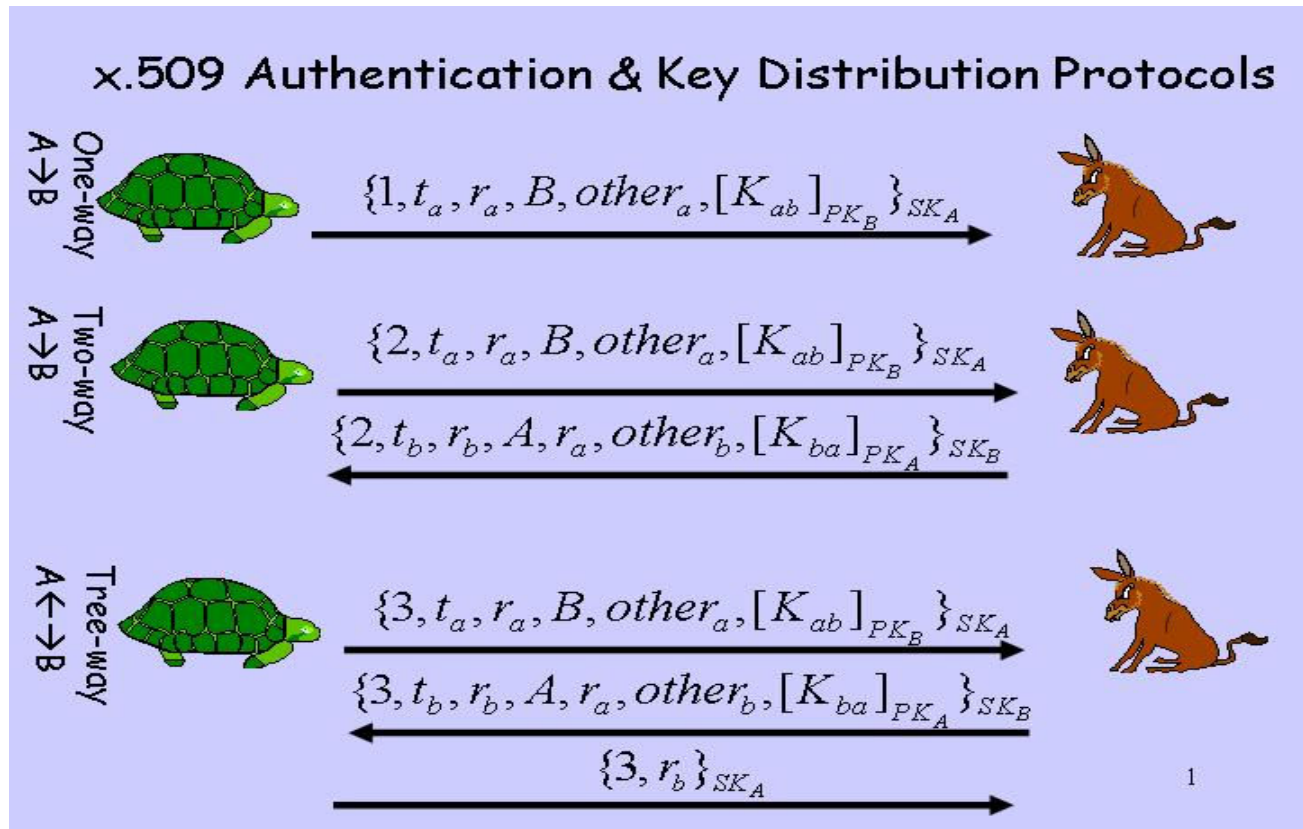 x.509 Authentication & Key Distribution Protocols
One-way
A→B
{1, t_a, r_a, B, other_a, [K_ab]_PK_B}_SK_A
Two-way
A→B
{2, t_a, r_a, B, other_a, [K_ab]_PK_B}_SK_A
{2, t_b, r_b, A, r_a, other_b, [K_ba]_PK_A}_SK_B
Tree-way
A←→B
{3, t_a, r_a, B, other_a, [K_ab]_PK_B}_SK_A
{3, t_b, r_b, A, r_a, other_b, [K_ba]_PK_A}_SK_B
{3, r_b}_SK_A
1